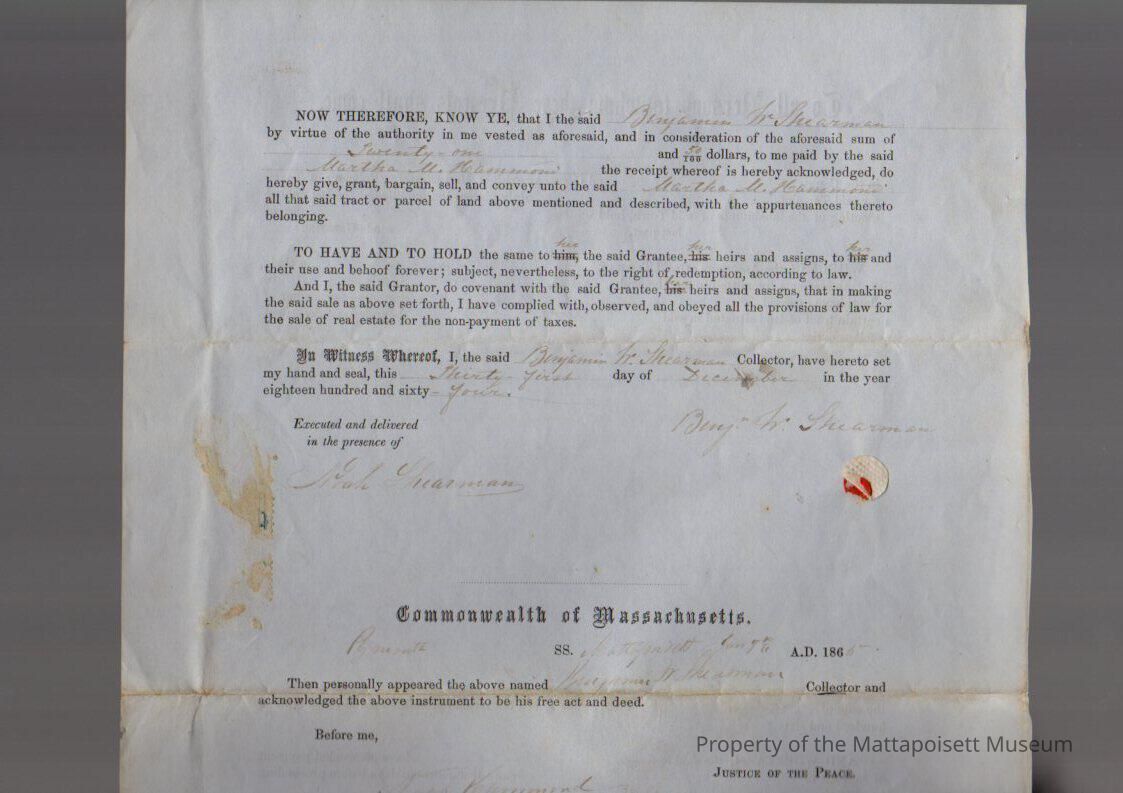 NOW THEREFORE, KNOW YE, that I the said Benjamin W. Shearman
by virtue of the authority in me vested as aforesaid, and in consideration of the aforesaid sum of
Twenty-one and 50/100 dollars, to me paid by the said
Martha M. Hammond the receipt whereof is hereby acknowledged, do
hereby give, grant, bargain, sell, and convey unto the said Martha M. Hammond
all that said tract or parcel of land above mentioned and described, with the appurtenances thereto
belonging.
her her her
TO HAVE AND TO HOLD the same to him, the said Grantee, his heirs and assigns, to his and
their use and behoof forever; subject, nevertheless, to the right of redemption, according to law.
her
And I, the said Grantor, do covenant with the said Grantee, his heirs and assigns, that in making
the said sale as above set forth, I have complied with, observed, and obeyed all the provisions of law for
the sale of real estate for the non-payment of taxes.
In Witness Whereof, I, the said Benjamin W. Shearman Collector, have hereto set
my hand and seal, this Thirty-first day of December in the year
eighteen hundred and sixty-four.
Executed and delivered
in the presence of
Benj. W. Shearman
Noah Shearman
Commonwealth of Massachusetts.
Plymouth SS. Mattapoisett Jan A.D. 1865
Then personally appeared the above named Benjamin W. Shearman Collector and
acknowledged the above instrument to be his free act and deed.
Before me,
Property of the Mattapoisett Museum
JUSTICE OF THE PEACE.
Hammond